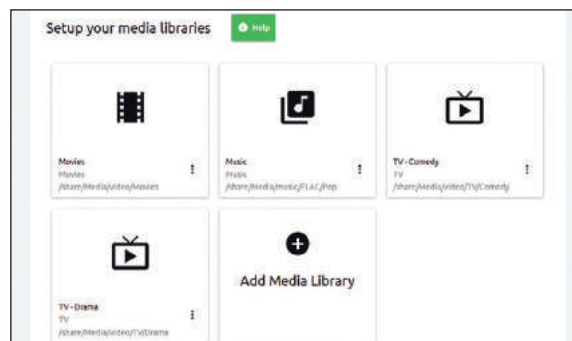 Setup your media libraries
Help
Movies
Movies
/share/Media/video/Movies
Music
Music
/share/Media/music/FLAC/Pop
TV - Comedy
TV
/share/Media/video/TV/Comedy
TV - Drama
TV
/share/Media/video/TV/Drama
Add Media Library